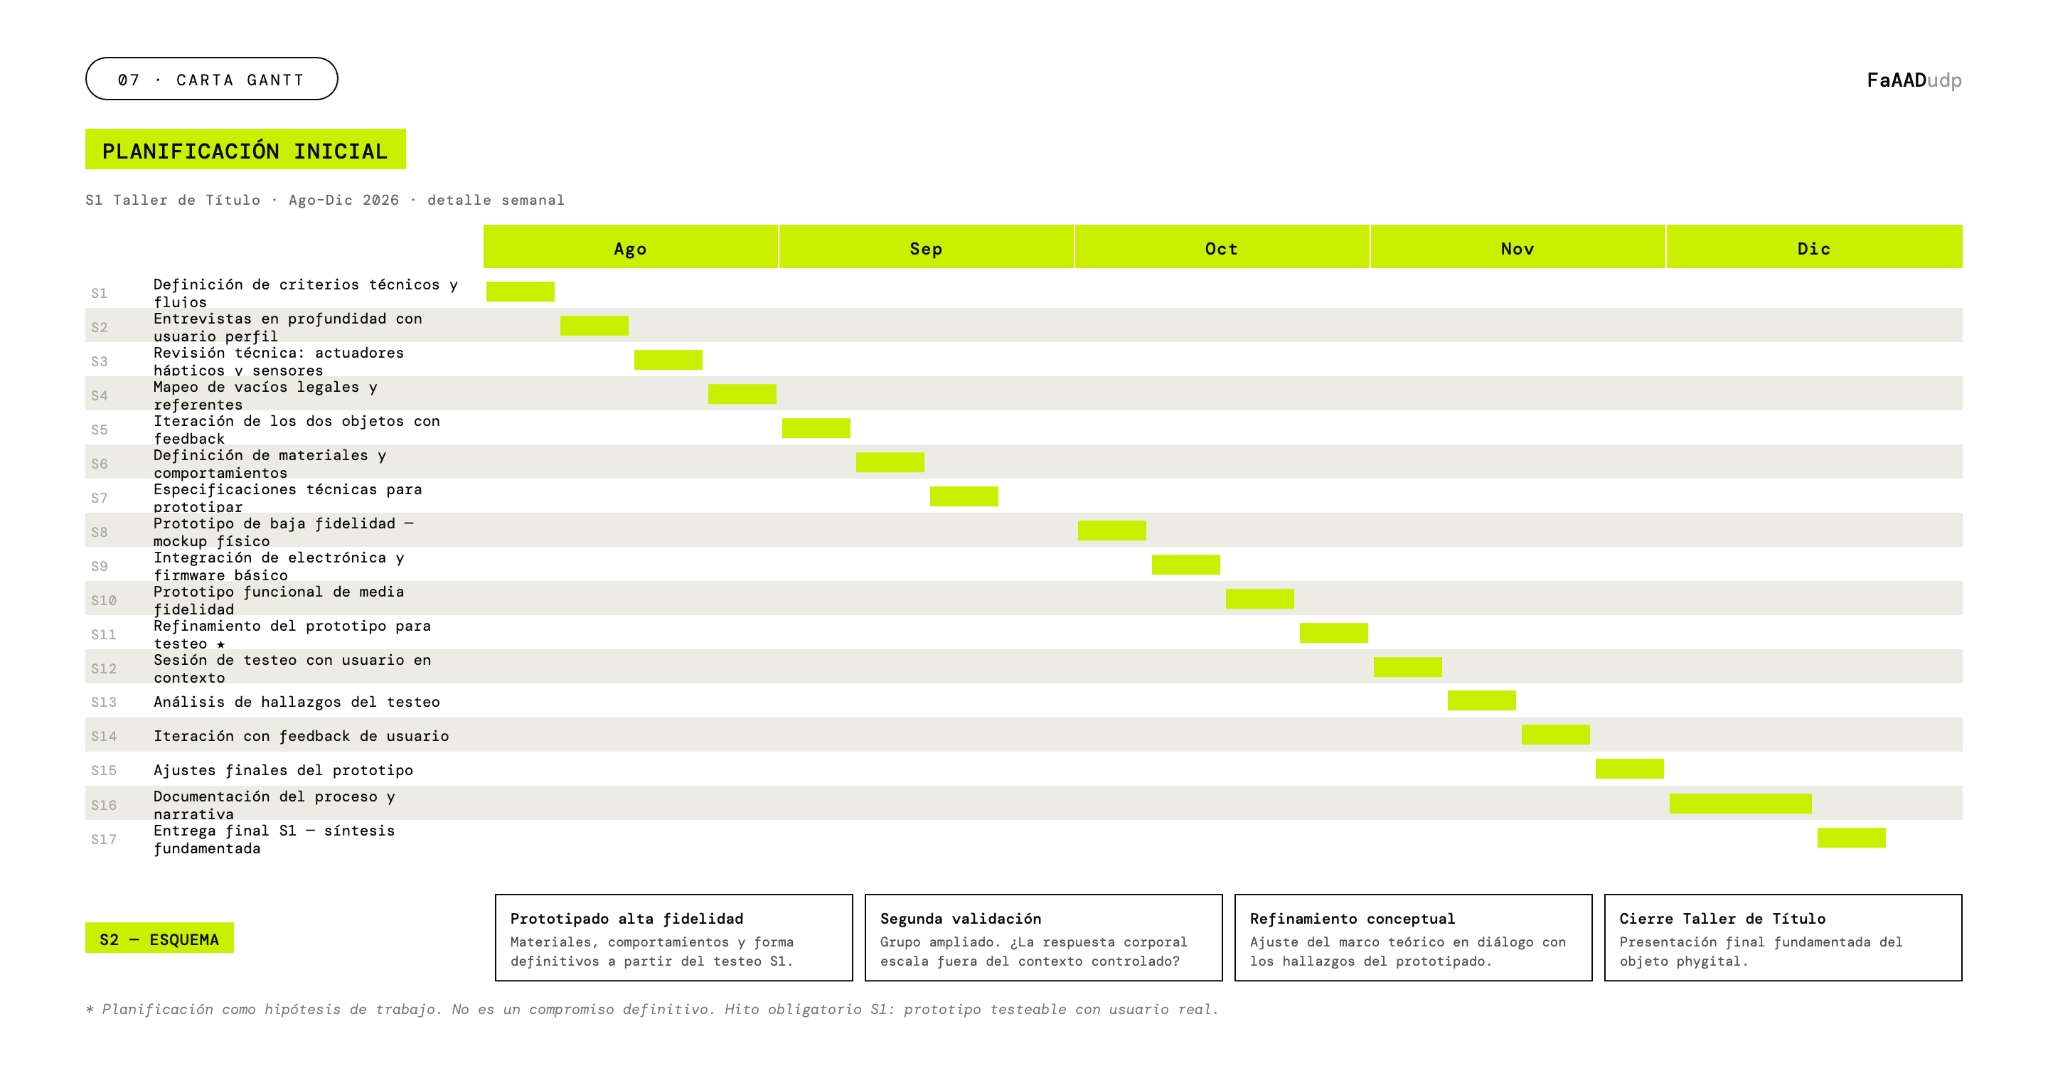 07 · CARTA GANTT
FaAADudp
PLANIFICACIÓN INICIAL
S1 Taller de Título · Ago–Dic 2026 · detalle semanal
Ago Sep Oct Nov Dic
S1 Definición de criterios técnicos y
flujos
S2 Entrevistas en profundidad con
usuario perfil
S3 Revisión técnica: actuadores
hápticos y sensores
S4 Mapeo de vacíos legales y
referentes
S5 Iteración de los dos objetos con
feedback
S6 Definición de materiales y
comportamientos
S7 Especificaciones técnicas para
prototipar
S8 Prototipo de baja fidelidad —
mockup físico
S9 Integración de electrónica y
firmware básico
S10 Prototipo funcional de media
fidelidad
S11 Refinamiento del prototipo para
testeo ★
S12 Sesión de testeo con usuario en
contexto
S13 Análisis de hallazgos del testeo
S14 Iteración con feedback de usuario
S15 Ajustes finales del prototipo
S16 Documentación del proceso y
narrativa
S17 Entrega final S1 — síntesis
fundamentada
S2 — ESQUEMA
Prototipado alta fidelidad
Materiales, comportamientos y forma
definitivos a partir del testeo S1.
Segunda validación
Grupo ampliado. ¿La respuesta corporal
escala fuera del contexto controlado?
Refinamiento conceptual
Ajuste del marco teórico en diálogo con
los hallazgos del prototipado.
Cierre Taller de Título
Presentación final fundamentada del
objeto phygital.
* Planificación como hipótesis de trabajo. No es un compromiso definitivo. Hito obligatorio S1: prototipo testeable con usuario real.